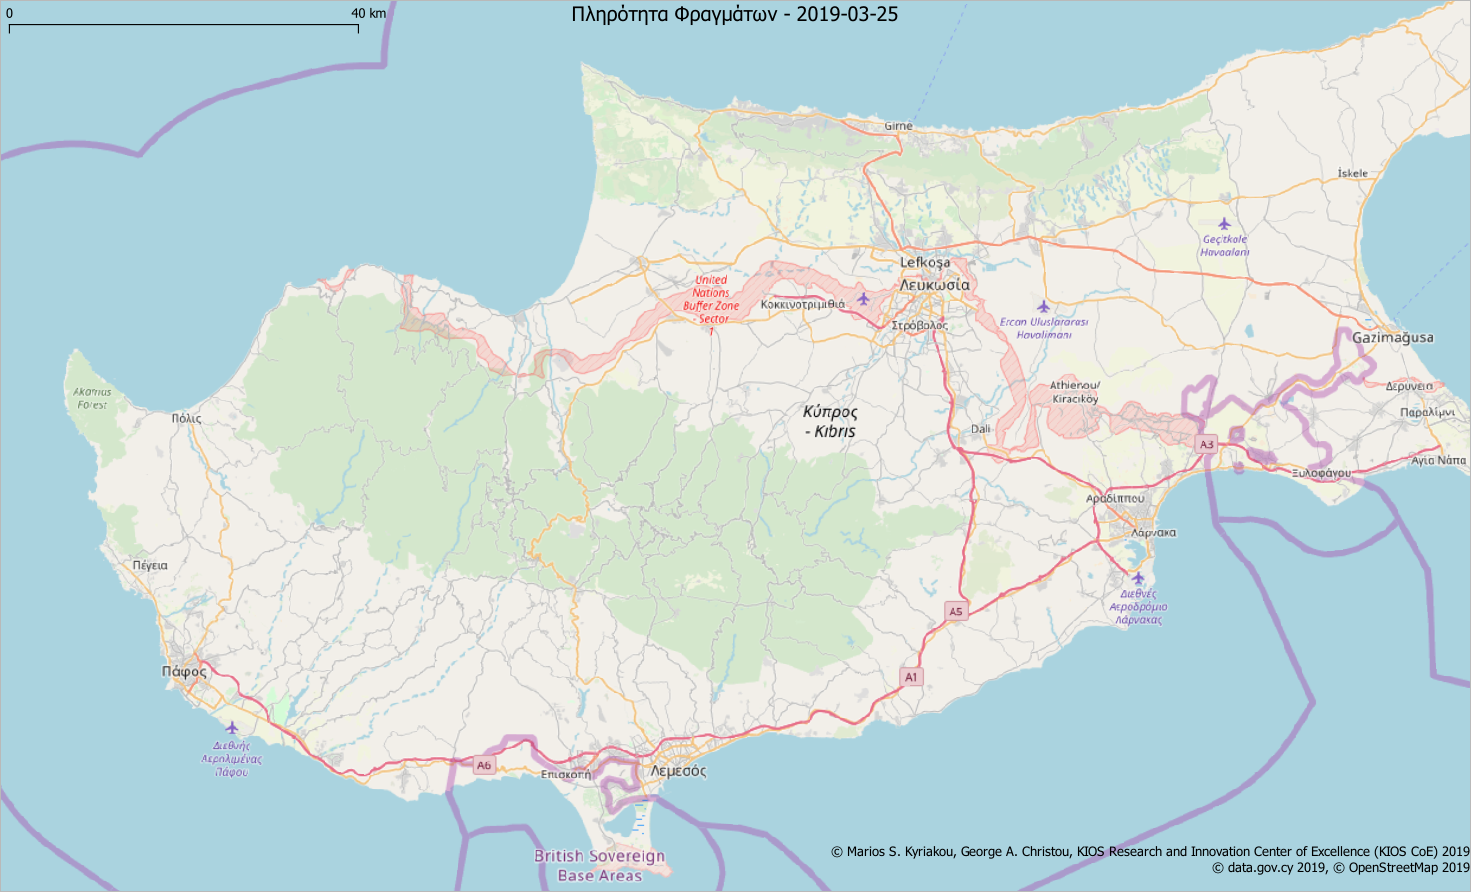 0
40 km
Πληρότητα Φραγμάτων - 2019-03-25
Girne
İskele
Geçitkale
Havaalanı
Lefkoşa
Λευκωσία
United
Nations
Buffer Zone
- Sector
1
Κοκκινοτριμιθιά
Στρόβολος
Ercan Uluslararası
Havalimanı
Gazimağusa
Akamas
Forest
Πόλις
Athienou/
Kiracıköy
Δερύνεια
Παραλίμνι
Κύπρος
- Kıbrıs
Dali
A3
Αγία Νάπα
Ξυλοφάγου
Αραδίππου
Λάρνακα
Πέγεια
Διεθνές
Αεροδρόμιο
Λάρνακας
A5
Πάφος
A1
Διεθνής
Αερολιμένας
Πάφου
A6
Επισκοπή
Λεμεσός
British Sovereign
Base Areas
© Marios S. Kyriakou, George A. Christou, KIOS Research and Innovation Center of Excellence (KIOS CoE) 2019
© data.gov.cy 2019, © OpenStreetMap 2019